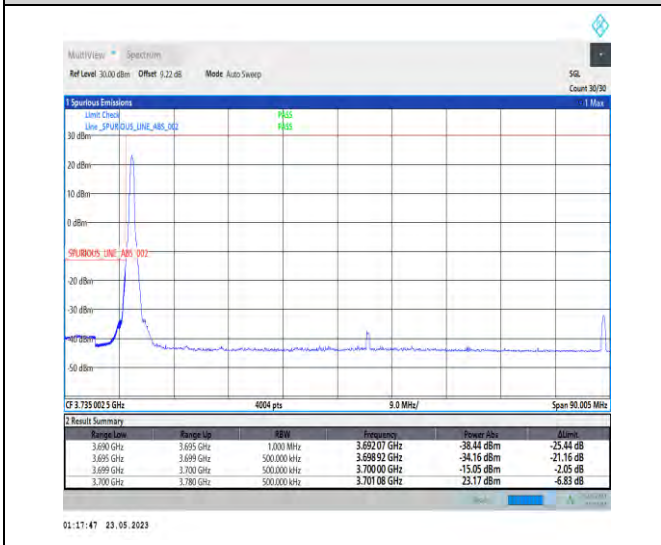 MultiView Spectrum
Ref Level 30.00 dBm Offset 9.22 dB Mode Auto Sweep SGL
Count 30/30
1 Spurious Emissions 1 Max
Limit Check PASS
Line _SPURIOUS_LINE_ABS_002 PASS
30 dBm
20 dBm
10 dBm
0 dBm
SPURIOUS_LINE_ABS_002
-20 dBm
-30 dBm
-40 dBm
-50 dBm
CF 3.735 002 5 GHz 4004 pts 9.0 MHz/ Span 90.005 MHz
2 Result Summary
Range Low Range Up RBW Frequency Power Abs ΔLimit
3.690 GHz 3.695 GHz 1.000 MHz 3.692 07 GHz -38.44 dBm -25.44 dB
3.695 GHz 3.699 GHz 500.000 kHz 3.698 92 GHz -34.16 dBm -21.16 dB
3.699 GHz 3.700 GHz 500.000 kHz 3.700 00 GHz -15.05 dBm -2.05 dB
3.700 GHz 3.780 GHz 500.000 kHz 3.701 08 GHz 23.17 dBm -6.83 dB
01:17:47 23.05.2023